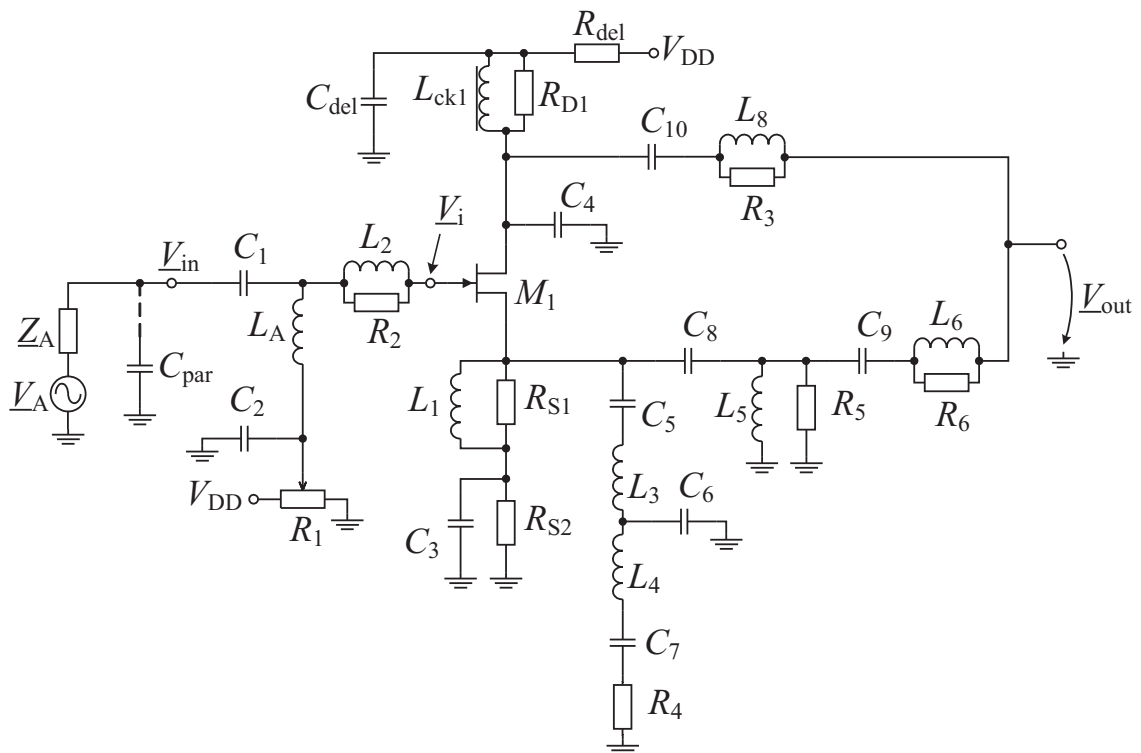 R_del
V_DD
C_del
L_ck1
R_D1
C_10
L_8
R_3
C_4
V_i
L_2
V_in
C_1
M_1
R_2
L_A
Z_A
C_par
V_A
C_2
V_DD
R_1
L_1
R_S1
C_8
C_9
L_6
V_out
C_5
L_5
R_5
R_6
L_3
C_6
C_3
R_S2
L_4
C_7
R_4